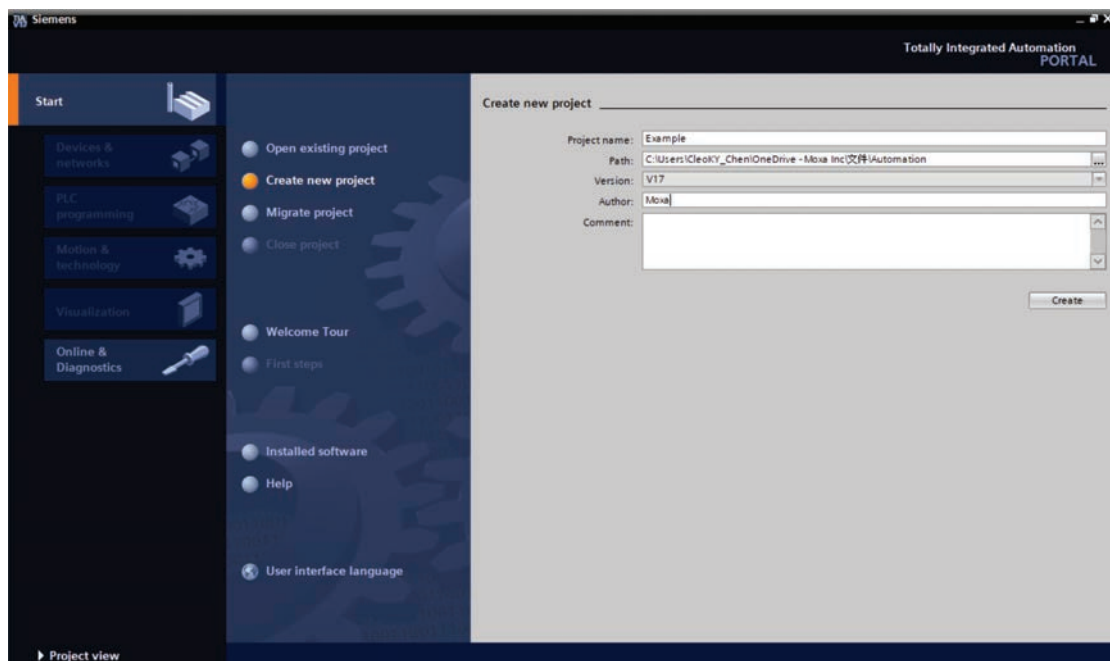 Siemens
Totally Integrated Automation
PORTAL
Start
Devices &
networks
PLC
programming
Motion &
technology
Visualization
Online &
Diagnostics
Project view
Open existing project
Create new project
Migrate project
Close project
Welcome Tour
First steps
Installed software
Help
User interface language
Create new project
Project name: Example
Path: C:\Users\CleoKY_Chen\OneDrive - Moxa Inc\文件\Automation
...
Version: V17
Author: Moxa
Comment:
Create